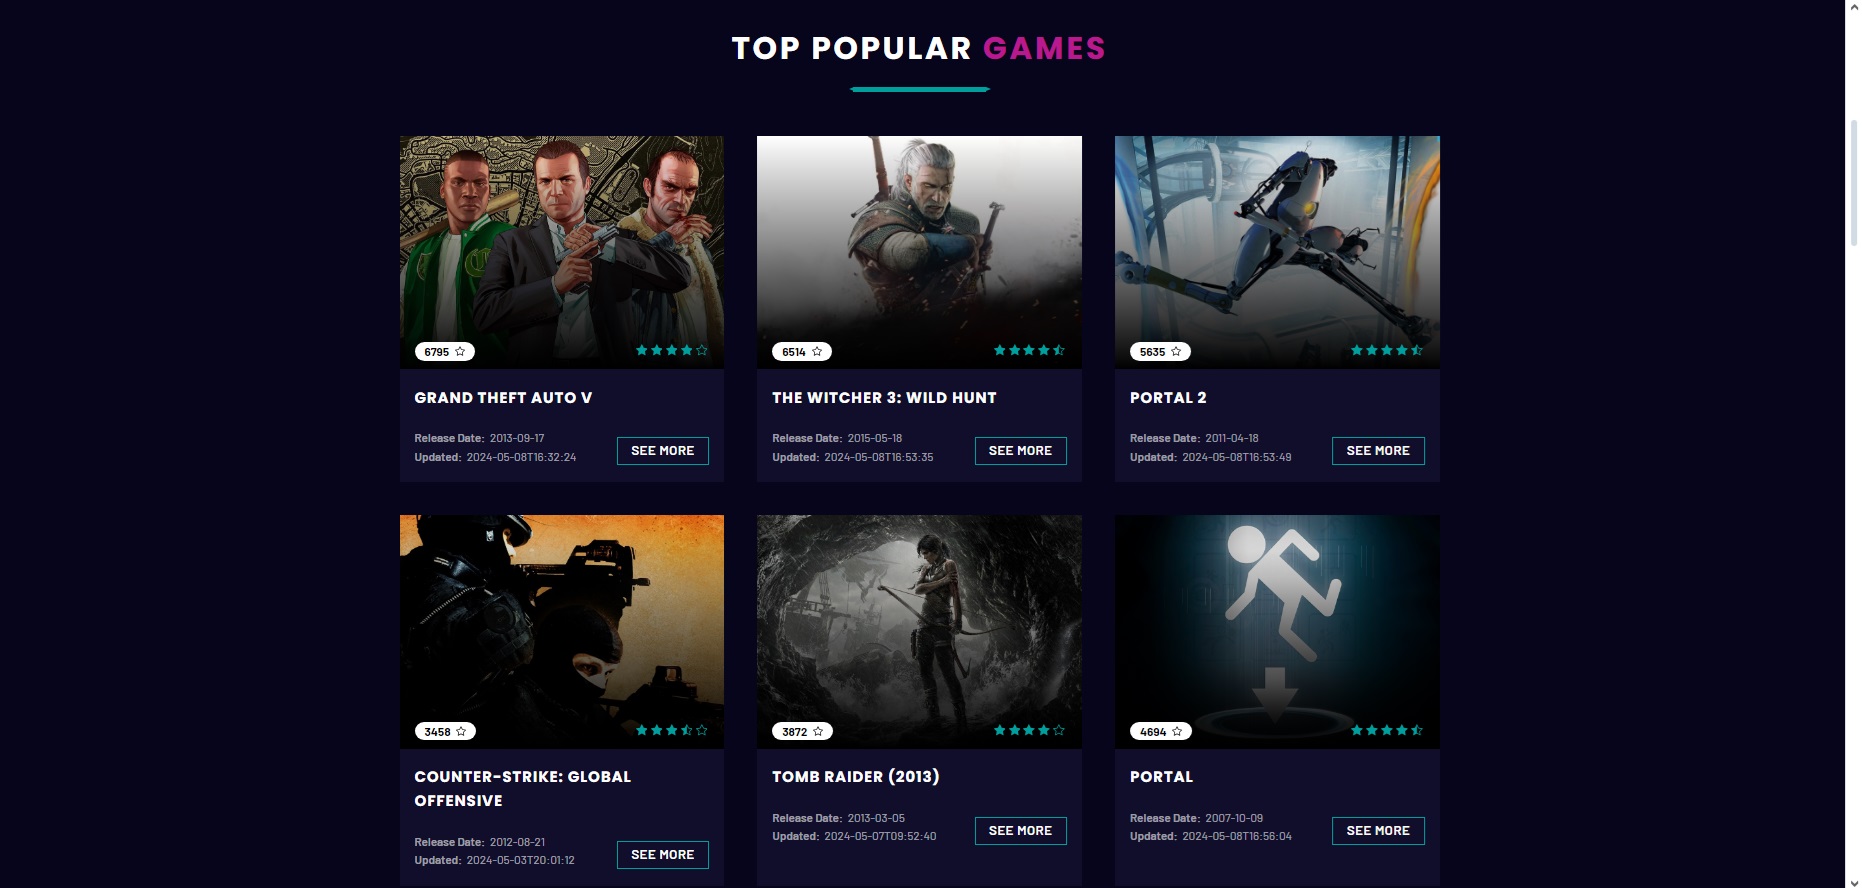 TOP POPULAR GAMES
6795
GRAND THEFT AUTO V
Release Date: 2013-09-17
Updated: 2024-05-08T16:32:24
SEE MORE
6514
THE WITCHER 3: WILD HUNT
Release Date: 2015-05-18
Updated: 2024-05-08T16:53:35
SEE MORE
5635
PORTAL 2
Release Date: 2011-04-18
Updated: 2024-05-08T16:53:49
SEE MORE
3458
COUNTER-STRIKE: GLOBAL
OFFENSIVE
Release Date: 2012-08-21
Updated: 2024-05-03T20:01:12
SEE MORE
3872
TOMB RAIDER (2013)
Release Date: 2013-03-05
Updated: 2024-05-07T09:52:40
SEE MORE
4694
PORTAL
Release Date: 2007-10-09
Updated: 2024-05-08T16:56:04
SEE MORE